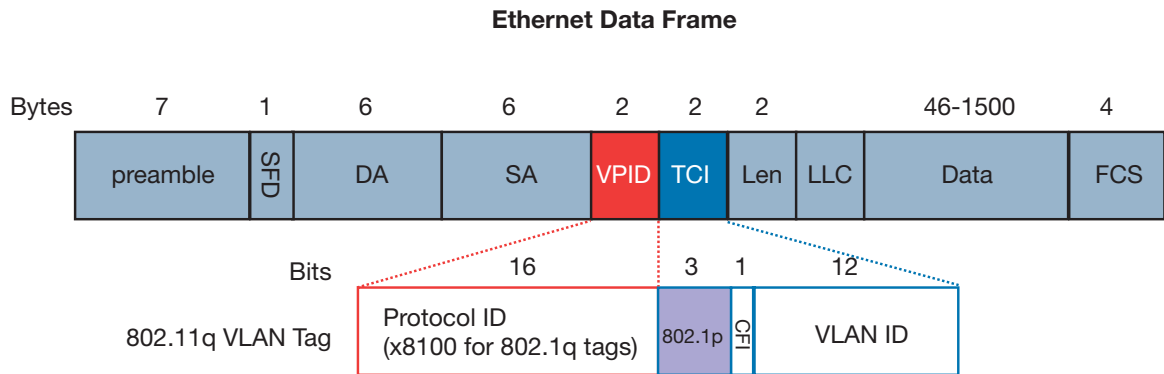 Ethernet Data Frame
Bytes 7 1 6 6 2 2 2 46-1500 4
preamble SFD DA SA VPID TCI Len LLC Data FCS
Bits 16 3 1 12
802.11q VLAN Tag
Protocol ID
(x8100 for 802.1q tags)
802.1p
CFI
VLAN ID